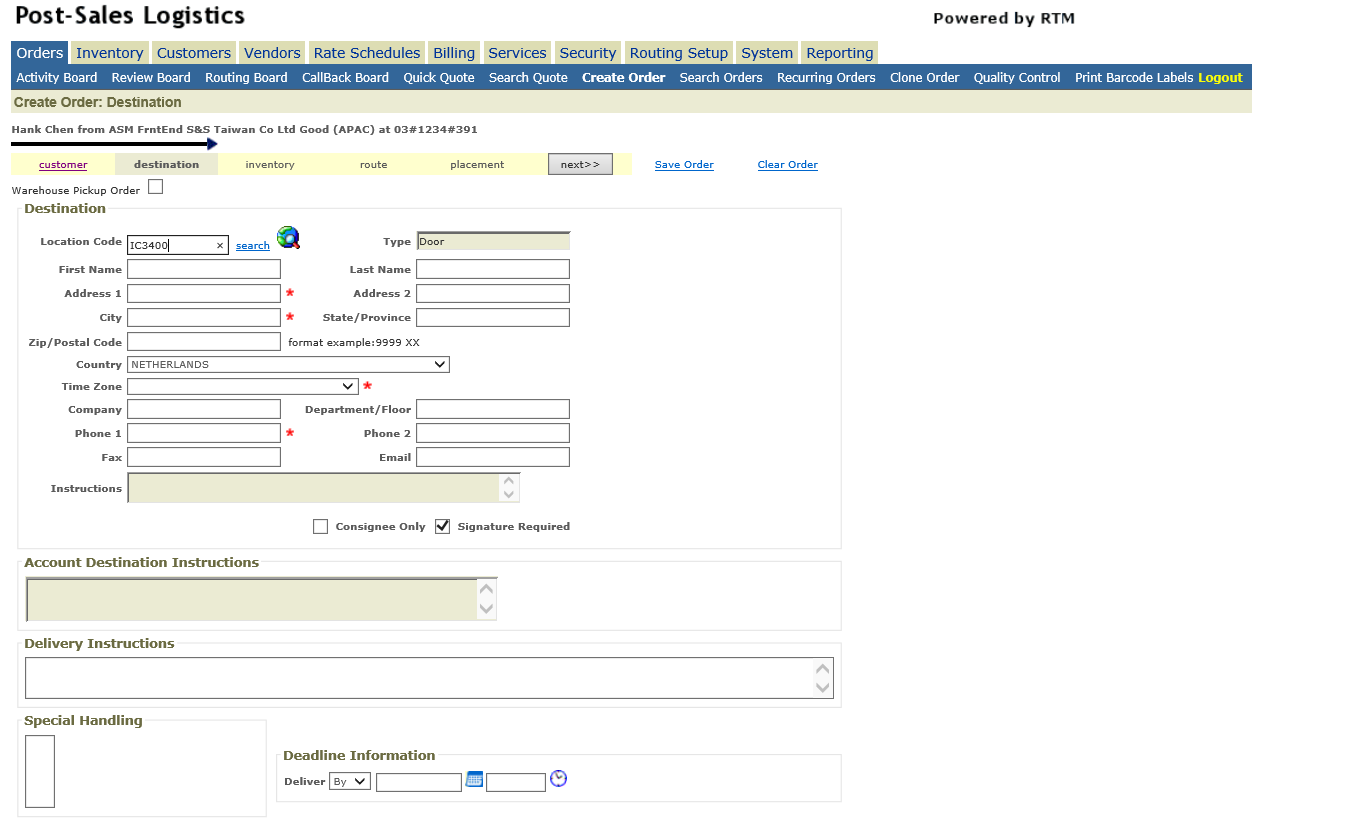 Post-Sales Logistics
Powered by RTM
Orders Inventory Customers Vendors Rate Schedules Billing Services Security Routing Setup System Reporting
Activity Board Review Board Routing Board CallBack Board Quick Quote Search Quote Create Order Search Orders Recurring Orders Clone Order Quality Control Print Barcode Labels Logout
Create Order: Destination
Hank Chen from ASM FrntEnd S&S Taiwan Co Ltd Good (APAC) at 03#1234#391
customer destination inventory route placement next>> Save Order Clear Order
Warehouse Pickup Order
Destination
Location Code IC3400 × search Type Door
First Name Last Name
Address 1 * Address 2
City * State/Province
Zip/Postal Code format example:9999 XX
Country NETHERLANDS
Time Zone *
Company Department/Floor
Phone 1 * Phone 2
Fax Email
Instructions
Consignee Only Signature Required
Account Destination Instructions
Delivery Instructions
Special Handling
Deadline Information
Deliver By